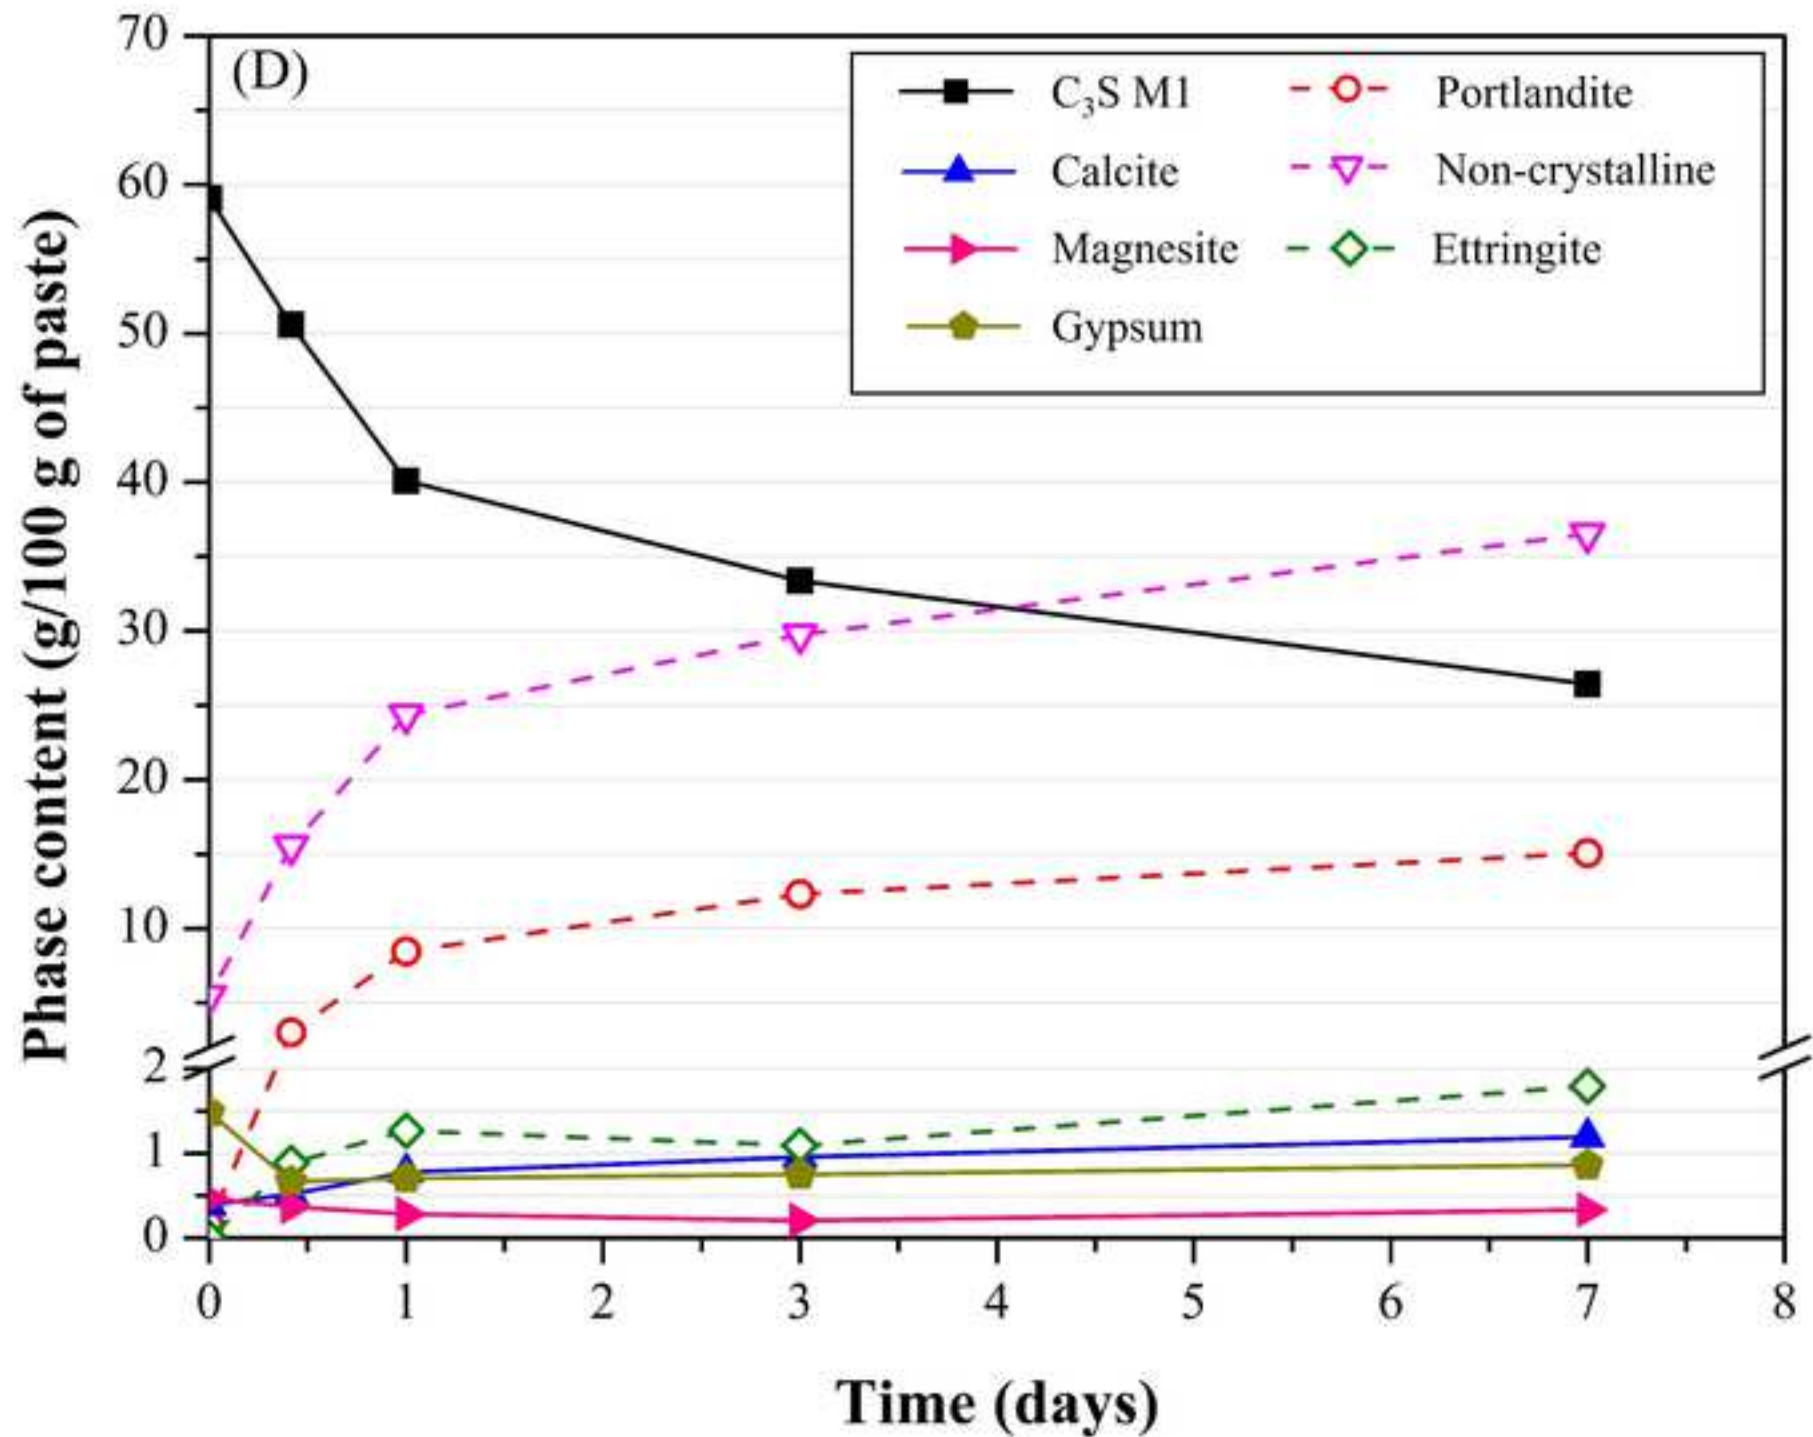 (D)
C₃S M1
Portlandite
Calcite
Non-crystalline
Magnesite
Ettringite
Gypsum
Phase content (g/100 g of paste)
70
60
50
40
30
20
10
2
1
0
0 1 2 3 4 5 6 7 8
Time (days)